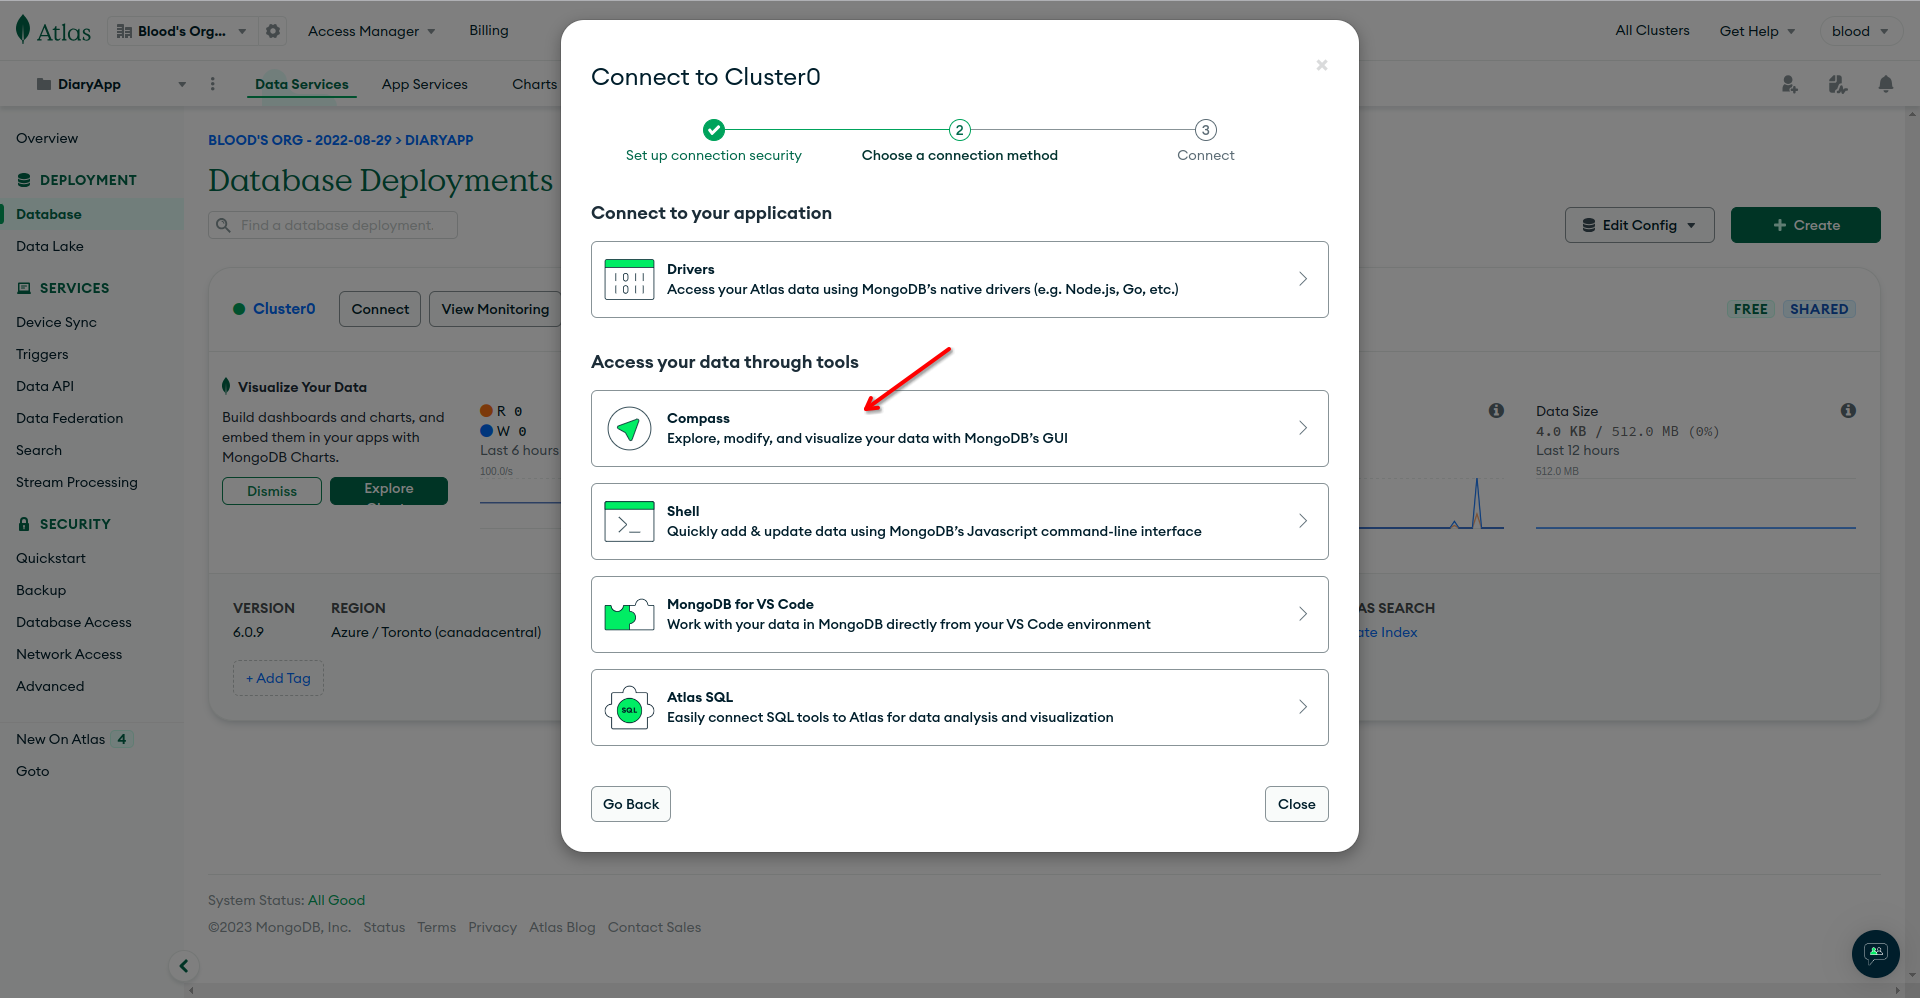 Atlas
Blood's Org...
Access Manager
Billing
All Clusters
Get Help
blood
DiaryApp
Data Services
App Services
Charts
Overview
DEPLOYMENT
Database
Data Lake
SERVICES
Device Sync
Triggers
Data API
Data Federation
Search
Stream Processing
SECURITY
Quickstart
Backup
Database Access
Network Access
Advanced
New On Atlas 4
Goto
BLOOD'S ORG - 2022-08-29 > DIARYAPP
Database Deployments
Find a database deployment.
Edit Config
+ Create
Cluster0
Connect
View Monitoring
FREE
SHARED
Visualize Your Data
Build dashboards and charts, and
embed them in your apps with
MongoDB Charts.
Dismiss
Explore
R 0
W 0
Last 6 hours
100.0/s
Data Size
4.0 KB / 512.0 MB (0%)
Last 12 hours
512.0 MB
VERSION
6.0.9
REGION
Azure / Toronto (canadacentral)
AS SEARCH
ate Index
+ Add Tag
System Status: All Good
©2023 MongoDB, Inc. Status Terms Privacy Atlas Blog Contact Sales
Connect to Cluster0
2
3
Set up connection security
Choose a connection method
Connect
Connect to your application
1011
1011
Drivers
Access your Atlas data using MongoDB’s native drivers (e.g. Node.js, Go, etc.)
Access your data through tools
Compass
Explore, modify, and visualize your data with MongoDB’s GUI
Shell
Quickly add & update data using MongoDB’s Javascript command-line interface
MongoDB for VS Code
Work with your data in MongoDB directly from your VS Code environment
SQL
Atlas SQL
Easily connect SQL tools to Atlas for data analysis and visualization
Go Back
Close